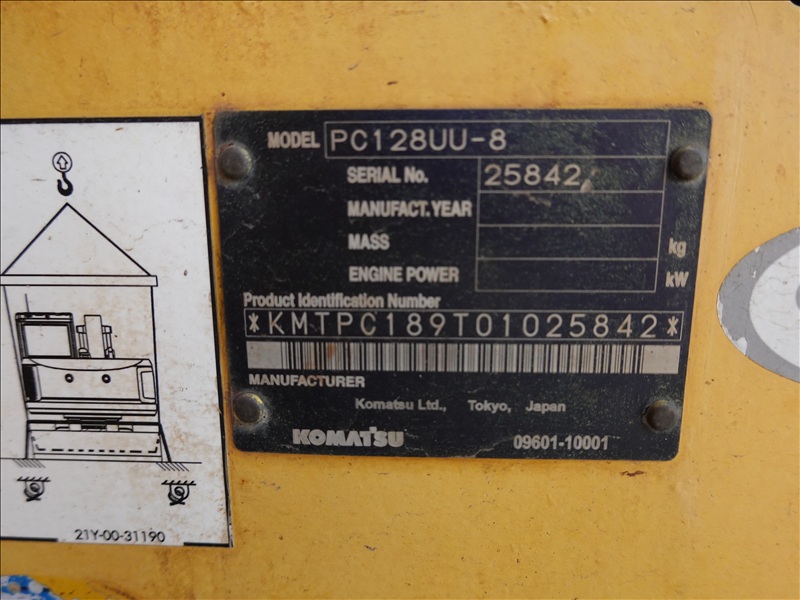 MODEL PC128UU-8
SERIAL No. 25842
MANUFACT. YEAR
MASS kg
ENGINE POWER kW
Product Identification Number
*KMTPC189T01025842*
MANUFACTURER
Komatsu Ltd., Tokyo, Japan
KOMATSU 09601-10001
21Y-00-31190